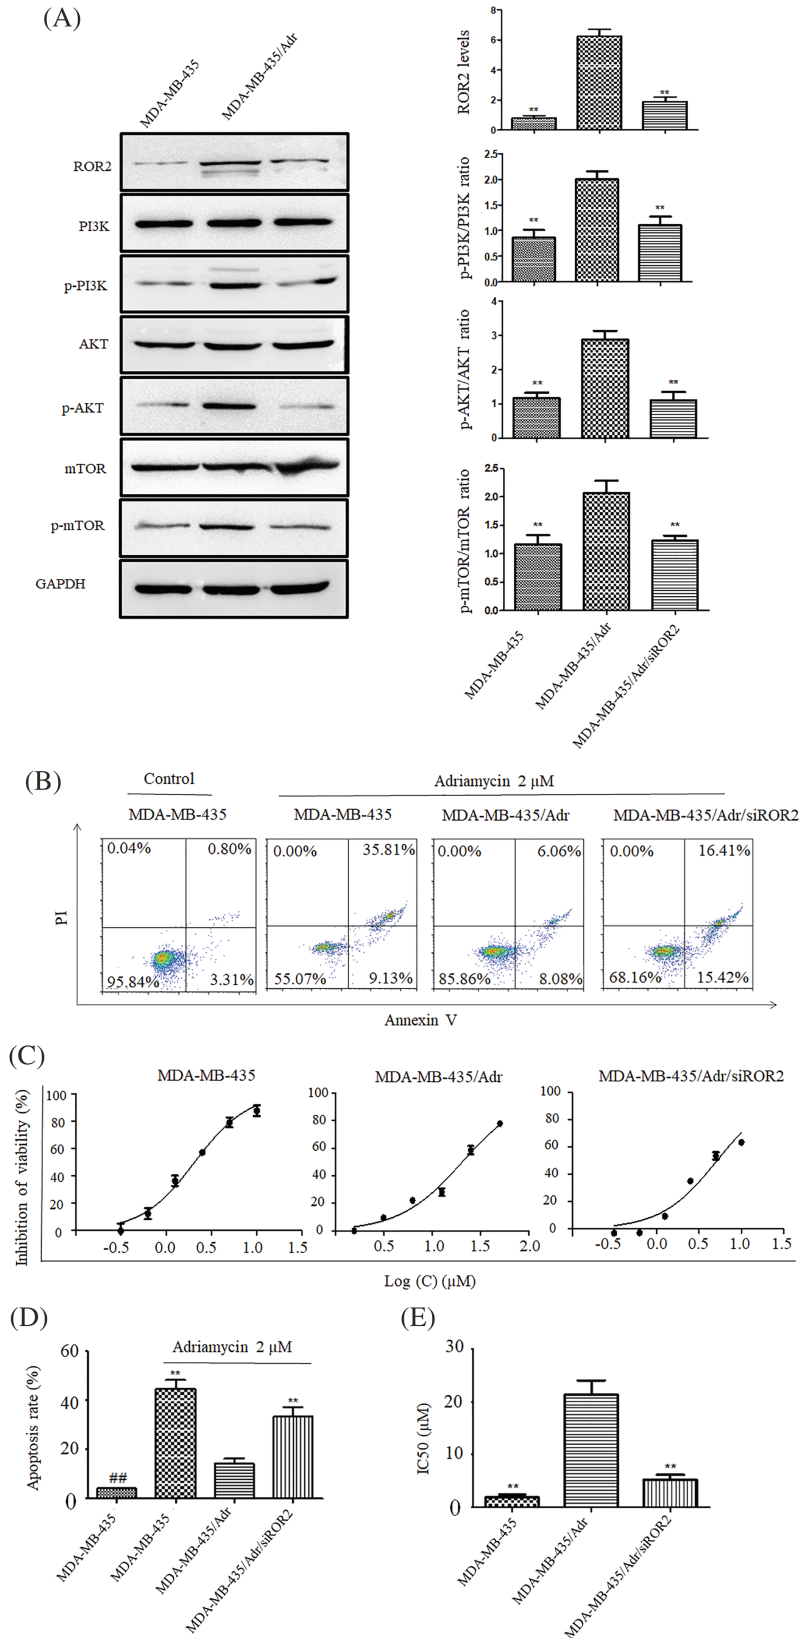 (A)
MDA-MB-435
MDA-MB-435/Adr
ROR2
PI3K
p-PI3K
AKT
p-AKT
mTOR
p-mTOR
GAPDH
ROR2 levels
8
6
4
2
0
**
**
p-PI3K/PI3K ratio
2.5
2.0
1.5
1.0
0.5
0.0
**
**
p-AKT/AKT ratio
4
3
2
1
0
**
**
p-mTOR/mTOR ratio
2.5
2.0
1.5
1.0
0.5
0.0
**
**
MDA-MB-435
MDA-MB-435/Adr
MDA-MB-435/Adr/siROR2
(B)
Control
Adriamycin 2 μM
MDA-MB-435
MDA-MB-435
MDA-MB-435/Adr
MDA-MB-435/Adr/siROR2
PI
0.04%
0.80%
95.84%
3.31%
0.00%
35.81%
55.07%
9.13%
0.00%
6.06%
85.86%
8.08%
0.00%
16.41%
68.16%
15.42%
Annexin V
(C)
MDA-MB-435
MDA-MB-435/Adr
MDA-MB-435/Adr/siROR2
Inhibition of viability (%)
100
80
60
40
20
0
-0.5 0.0 0.5 1.0 1.5
100
80
60
40
20
0
0.5 1.0 1.5 2.0
100
80
60
40
20
0
-0.5 0.0 0.5 1.0 1.5
Log (C) (μM)
(D)
Adriamycin 2 μM
Apoptosis rate (%)
60
40
20
0
##
**
**
MDA-MB-435
MDA-MB-435
MDA-MB-435/Adr
MDA-MB-435/Adr/siROR2
(E)
IC50 (μM)
30
20
10
0
**
**
MDA-MB-435
MDA-MB-435/Adr
MDA-MB-435/Adr/siROR2